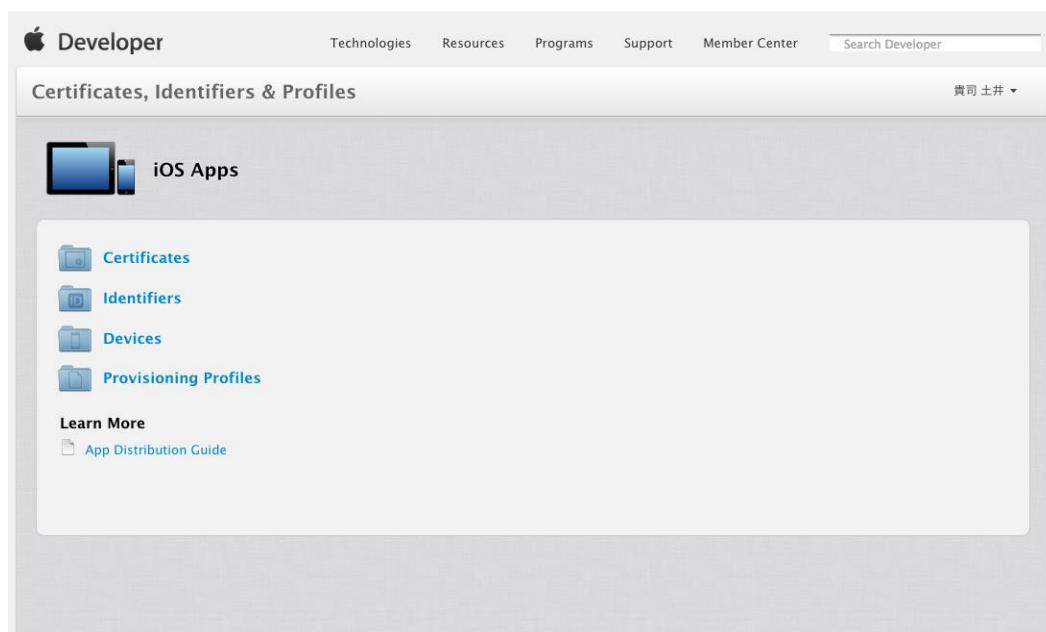 Developer
Technologies Resources Programs Support Member Center Search Developer
Certificates, Identifiers & Profiles 貴司 土井
iOS Apps
Certificates
ID Identifiers
Devices
Provisioning Profiles
Learn More
App Distribution Guide